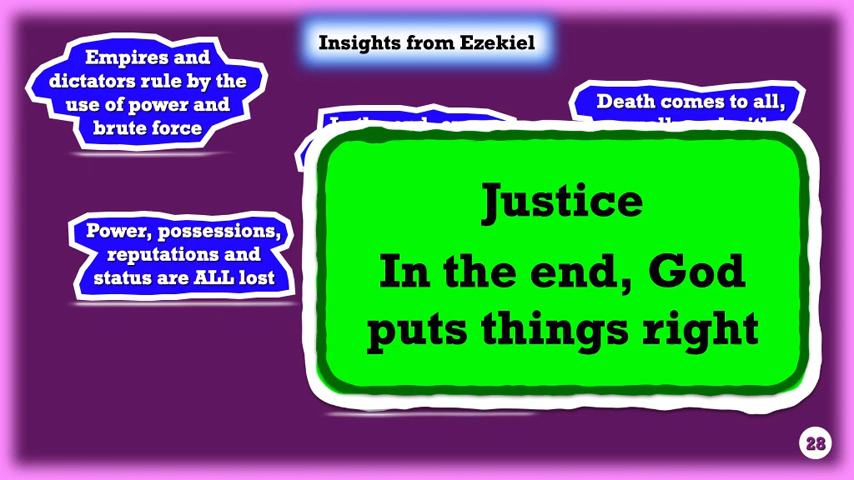 Insights from Ezekiel
Empires and
dictators rule by the
use of power and
brute force
Death comes to all,
Power, possessions,
reputations and
status are ALL lost
Justice
In the end, God
puts things right
28